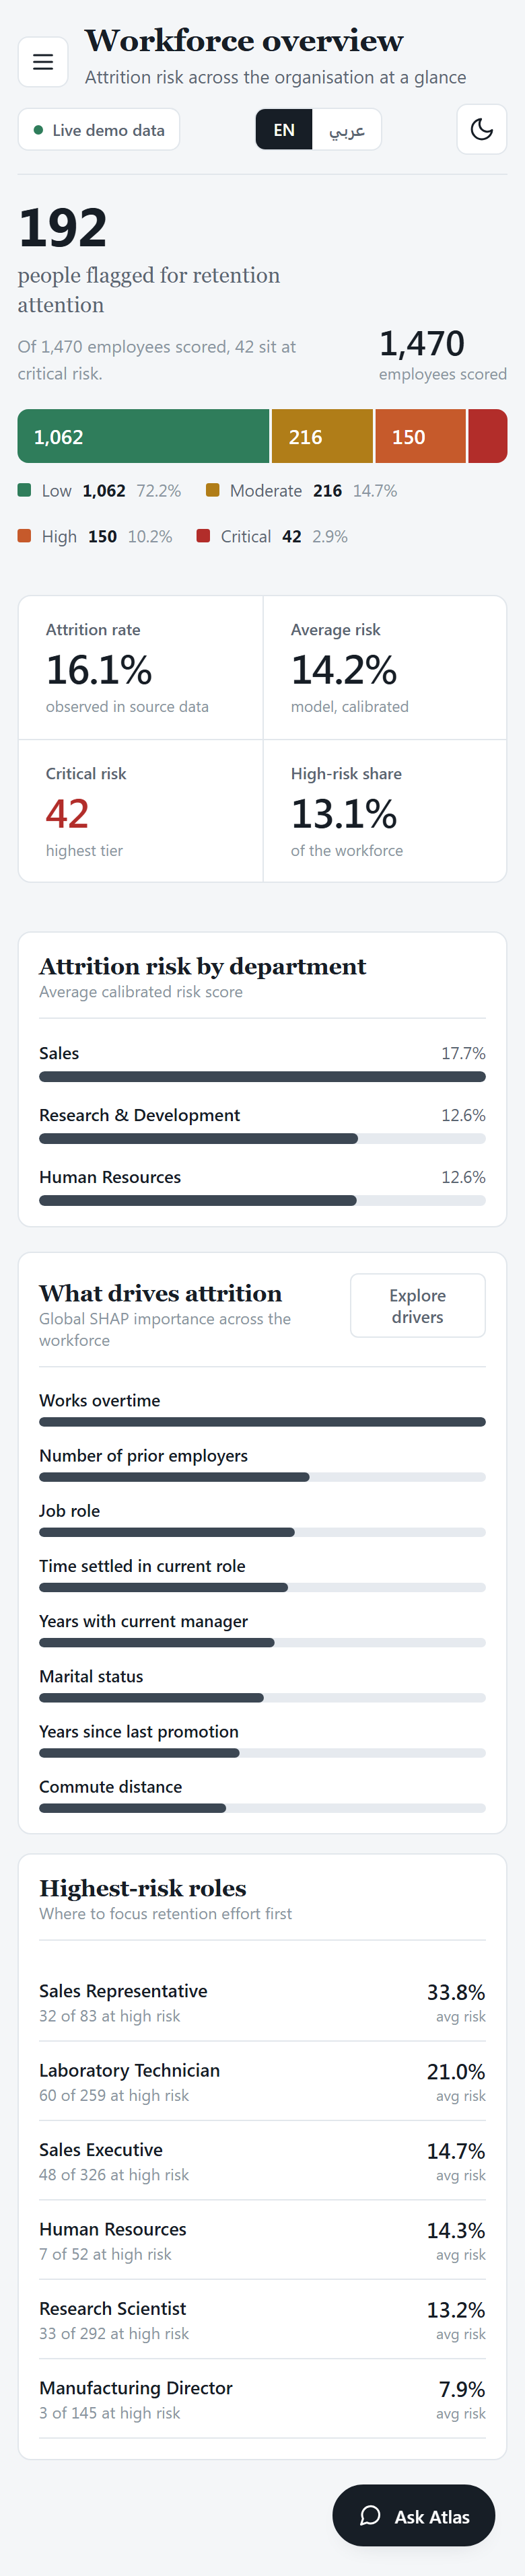 Workforce overview
Attrition risk across the organisation at a glance
Live demo data
EN
عربي
192
people flagged for retention
attention
Of 1,470 employees scored, 42 sit at
critical risk.
1,470
employees scored
1,062
216
150
Low 1,062 72.2%
Moderate 216 14.7%
High 150 10.2%
Critical 42 2.9%
Attrition rate
16.1%
observed in source data
Average risk
14.2%
model, calibrated
Critical risk
42
highest tier
High-risk share
13.1%
of the workforce
Attrition risk by department
Average calibrated risk score
Sales 17.7%
Research & Development 12.6%
Human Resources 12.6%
What drives attrition
Global SHAP importance across the
workforce
Explore
drivers
Works overtime
Number of prior employers
Job role
Time settled in current role
Years with current manager
Marital status
Years since last promotion
Commute distance
Highest-risk roles
Where to focus retention effort first
Sales Representative 33.8%
32 of 83 at high risk avg risk
Laboratory Technician 21.0%
60 of 259 at high risk avg risk
Sales Executive 14.7%
48 of 326 at high risk avg risk
Human Resources 14.3%
7 of 52 at high risk avg risk
Research Scientist 13.2%
33 of 292 at high risk avg risk
Manufacturing Director 7.9%
3 of 145 at high risk avg risk
Ask Atlas